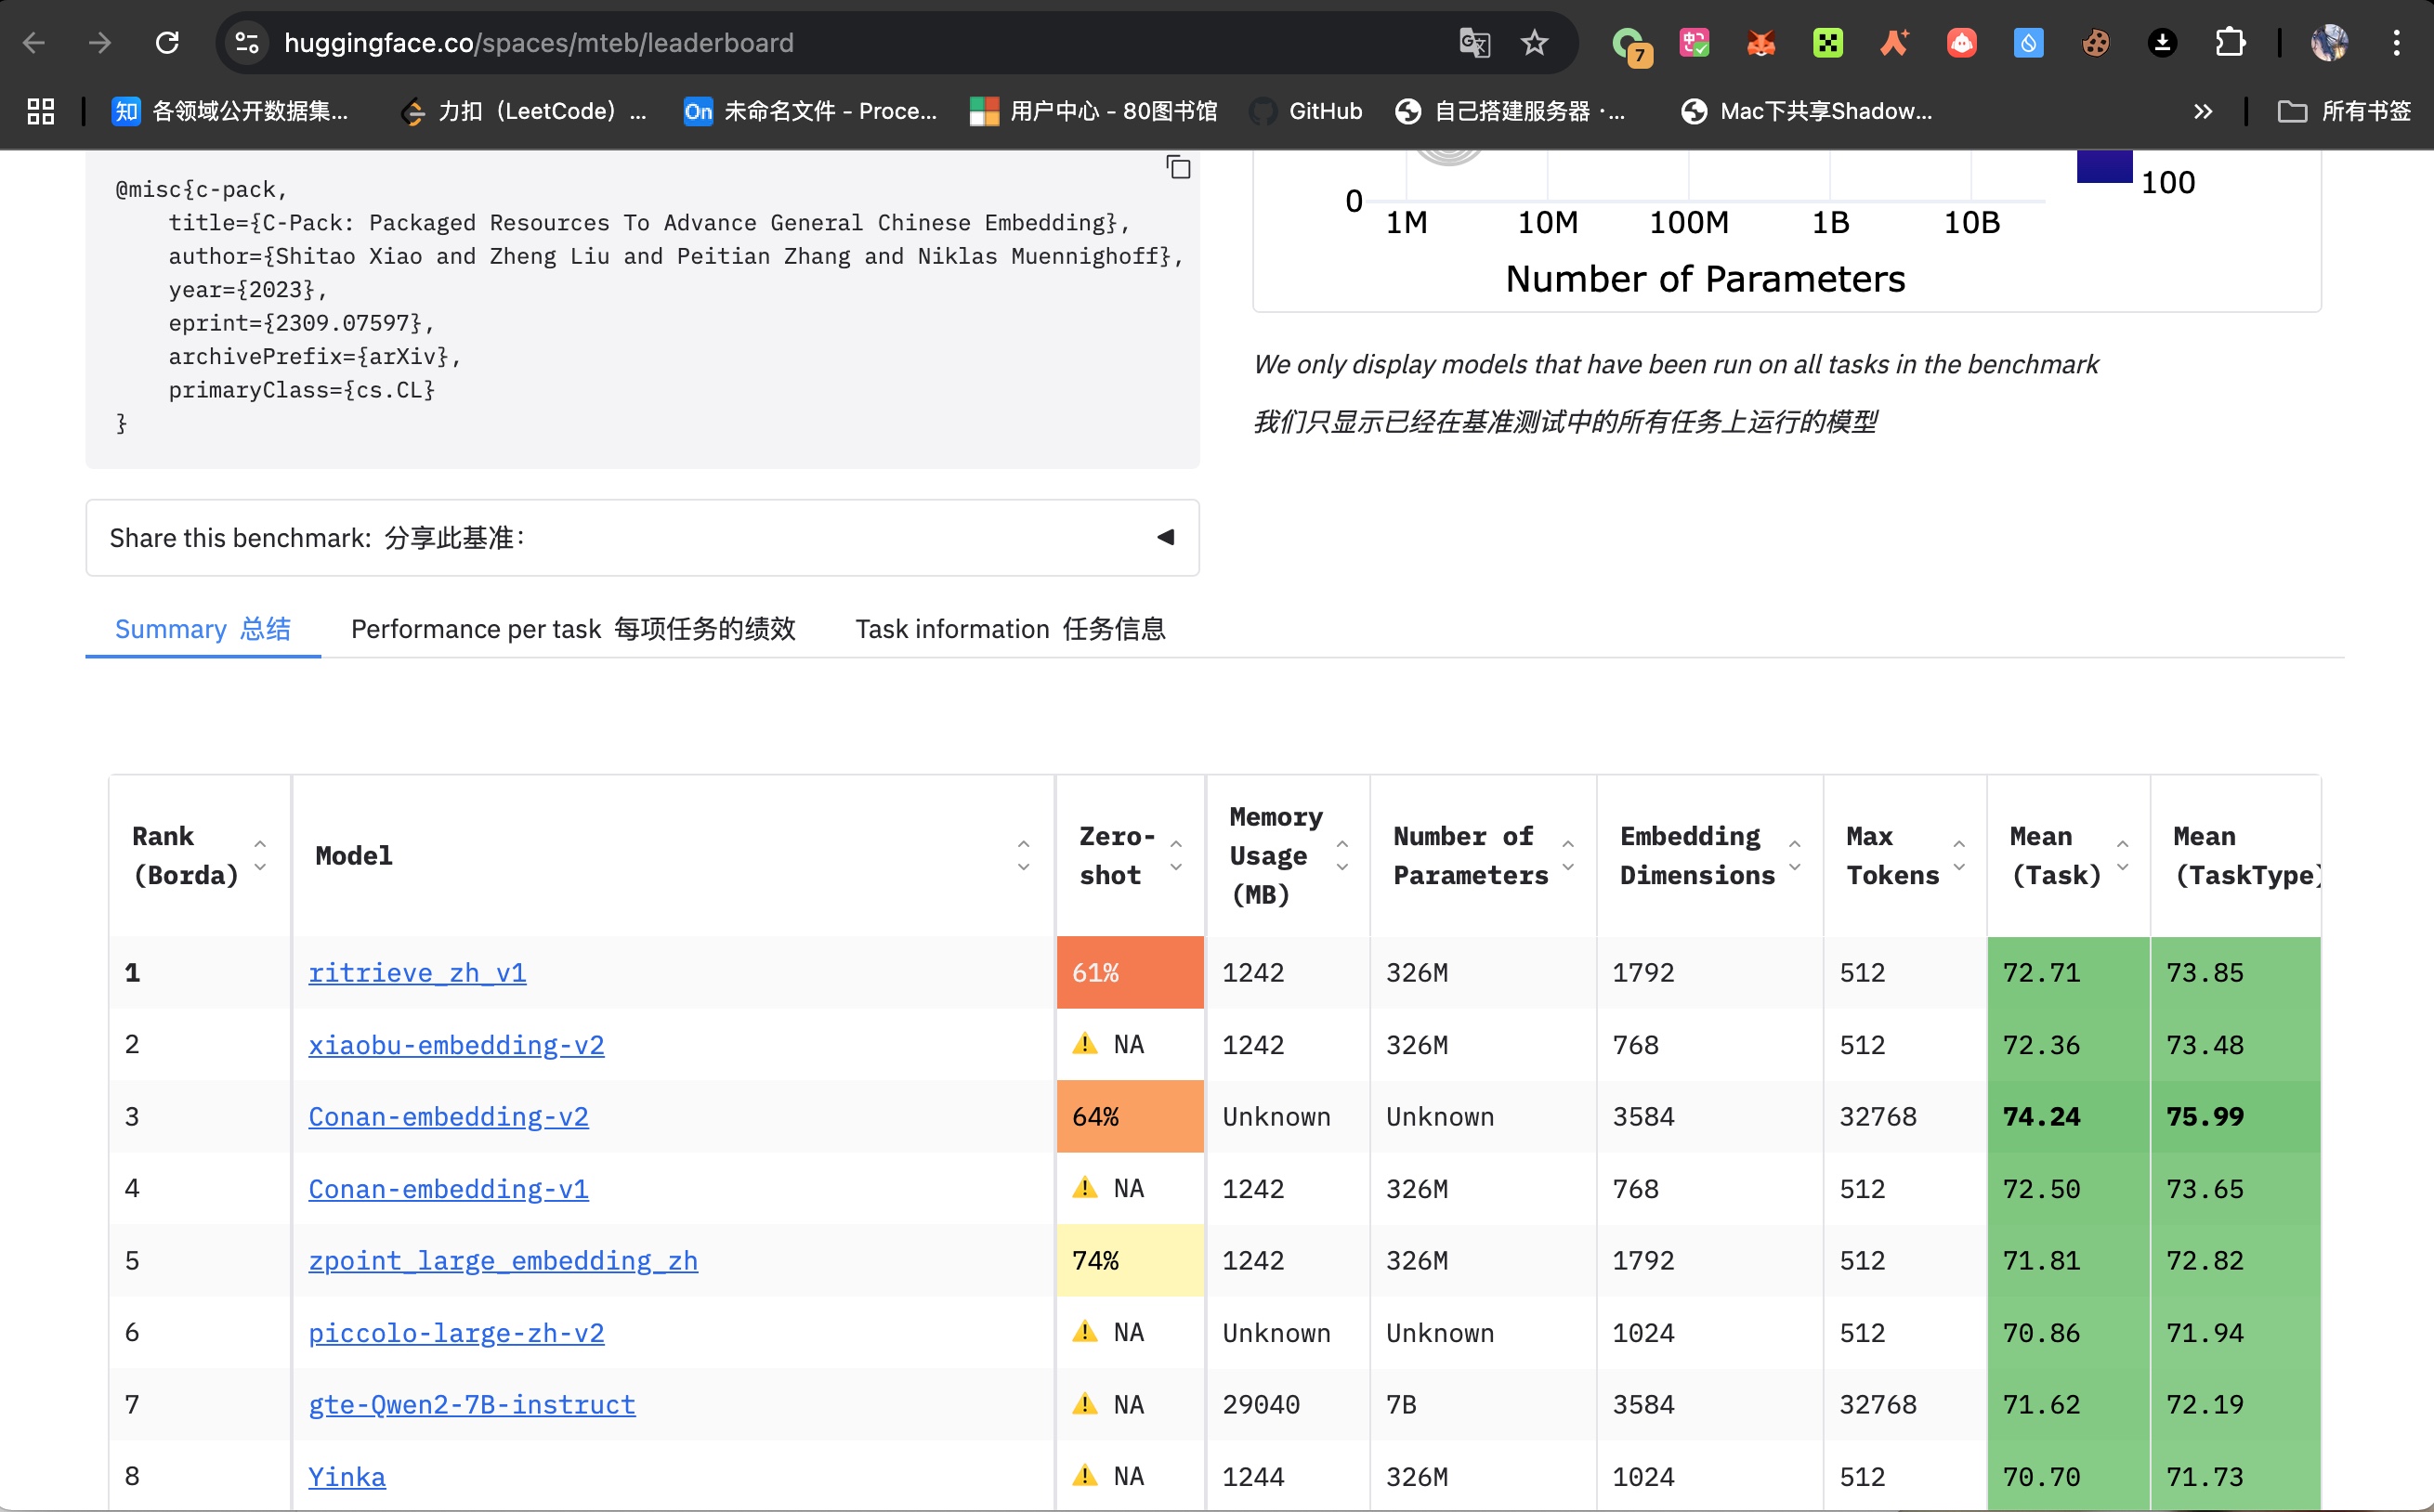 huggingface.co/spaces/mteb/leaderboard
7
知 各领域公开数据集...
力扣（LeetCode）...
On 未命名文件 - Proce...
用户中心 - 80图书馆
GitHub
自己搭建服务器 · ...
Mac下共享Shadow...
所有书签
@misc{c-pack,
title={C-Pack: Packaged Resources To Advance General Chinese Embedding},
author={Shitao Xiao and Zheng Liu and Peitian Zhang and Niklas Muennighoff},
year={2023},
eprint={2309.07597},
archivePrefix={arXiv},
primaryClass={cs.CL}
}
100
0
1M 10M 100M 1B 10B
Number of Parameters
We only display models that have been run on all tasks in the benchmark
我们只显示已经在基准测试中的所有任务上运行的模型
Share this benchmark: 分享此基准：
Summary 总结 Performance per task 每项任务的绩效 Task information 任务信息
Rank (Borda) Model Zero-shot Memory Usage (MB) Number of Parameters Embedding Dimensions Max Tokens Mean (Task) Mean (TaskType)
1 ritrieve_zh_v1 61% 1242 326M 1792 512 72.71 73.85
2 xiaobu-embedding-v2 ⚠️ NA 1242 326M 768 512 72.36 73.48
3 Conan-embedding-v2 64% Unknown Unknown 3584 32768 74.24 75.99
4 Conan-embedding-v1 ⚠️ NA 1242 326M 768 512 72.50 73.65
5 zpoint_large_embedding_zh 74% 1242 326M 1792 512 71.81 72.82
6 piccolo-large-zh-v2 ⚠️ NA Unknown Unknown 1024 512 70.86 71.94
7 gte-Qwen2-7B-instruct ⚠️ NA 29040 7B 3584 32768 71.62 72.19
8 Yinka ⚠️ NA 1244 326M 1024 512 70.70 71.73